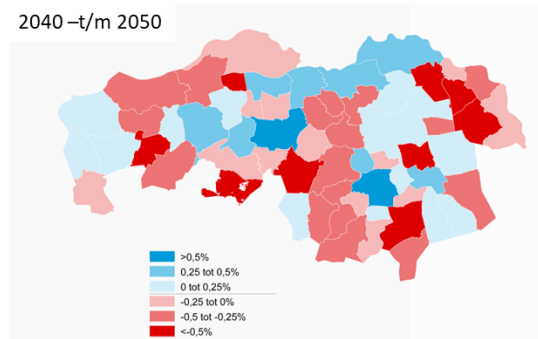 2040 –t/m 2050
>0,5%
0,25 tot 0,5%
0 tot 0,25%
-0,25 tot 0%
-0,5 tot -0,25%
<-0,5%